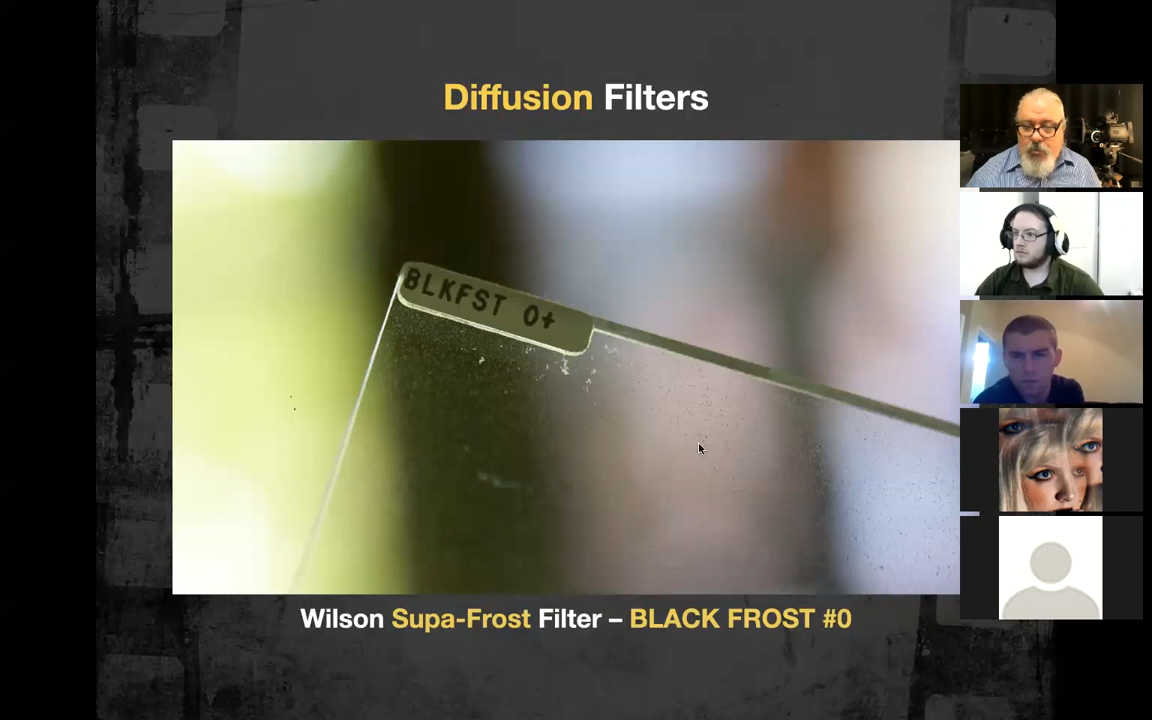 Diffusion Filters
BLKFST 0+
Wilson Supa-Frost Filter – BLACK FROST #0